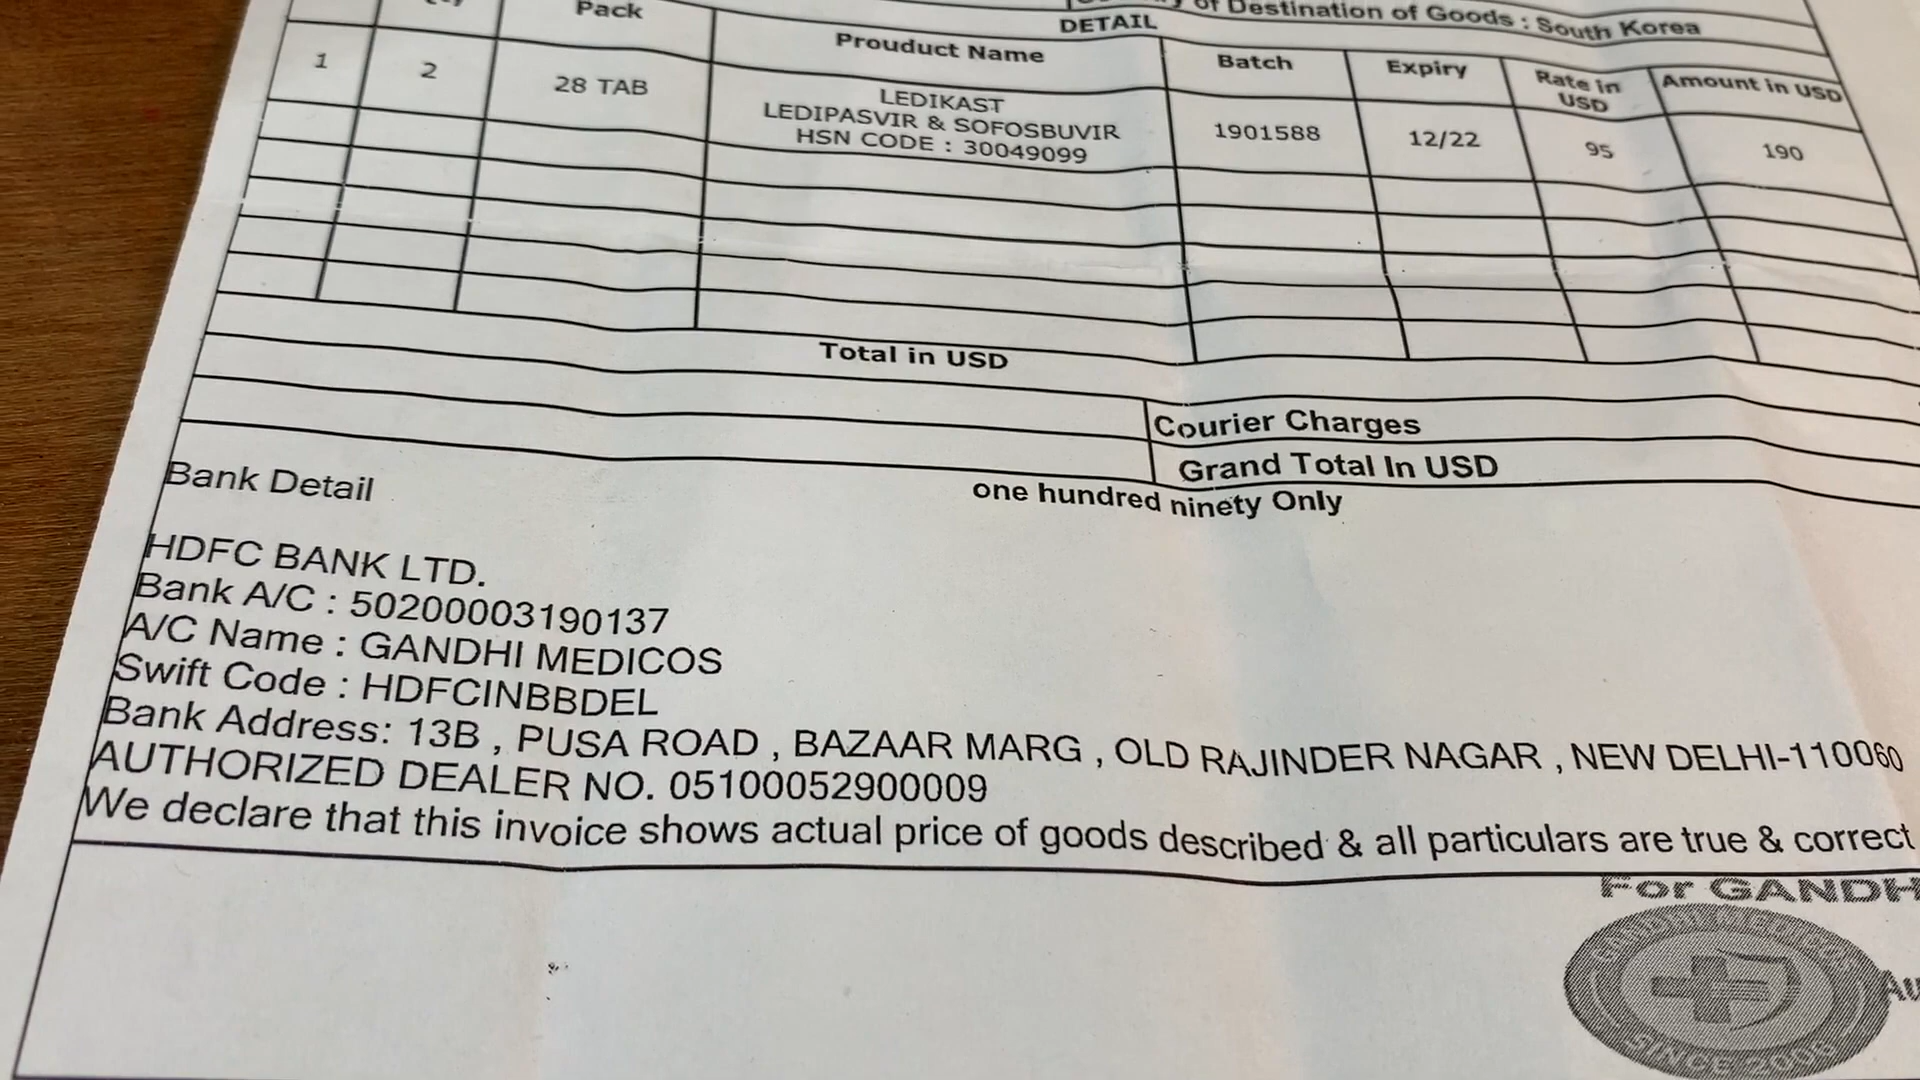 of Destination of Goods : South Korea
DETAIL
Pack
Prouduct Name
Batch
Expiry
Rate in
USD
Amount in USD
1
2
28 TAB
LEDIKAST
LEDIPASVIR & SOFOSBUVIR
HSN CODE : 30049099
1901588
12/22
95
190
Total in USD
Courier Charges
Grand Total In USD
Bank Detail
one hundred ninety Only
HDFC BANK LTD.
Bank A/C : 50200003190137
A/C Name : GANDHI MEDICOS
Swift Code : HDFCINBBDEL
Bank Address: 13B , PUSA ROAD , BAZAAR MARG , OLD RAJINDER NAGAR , NEW DELHI-110060
AUTHORIZED DEALER NO. 05100052900009
We declare that this invoice shows actual price of goods described & all particulars are true & correct
For GANDH
GANDHI MEDICOS
SINCE 2006
Au